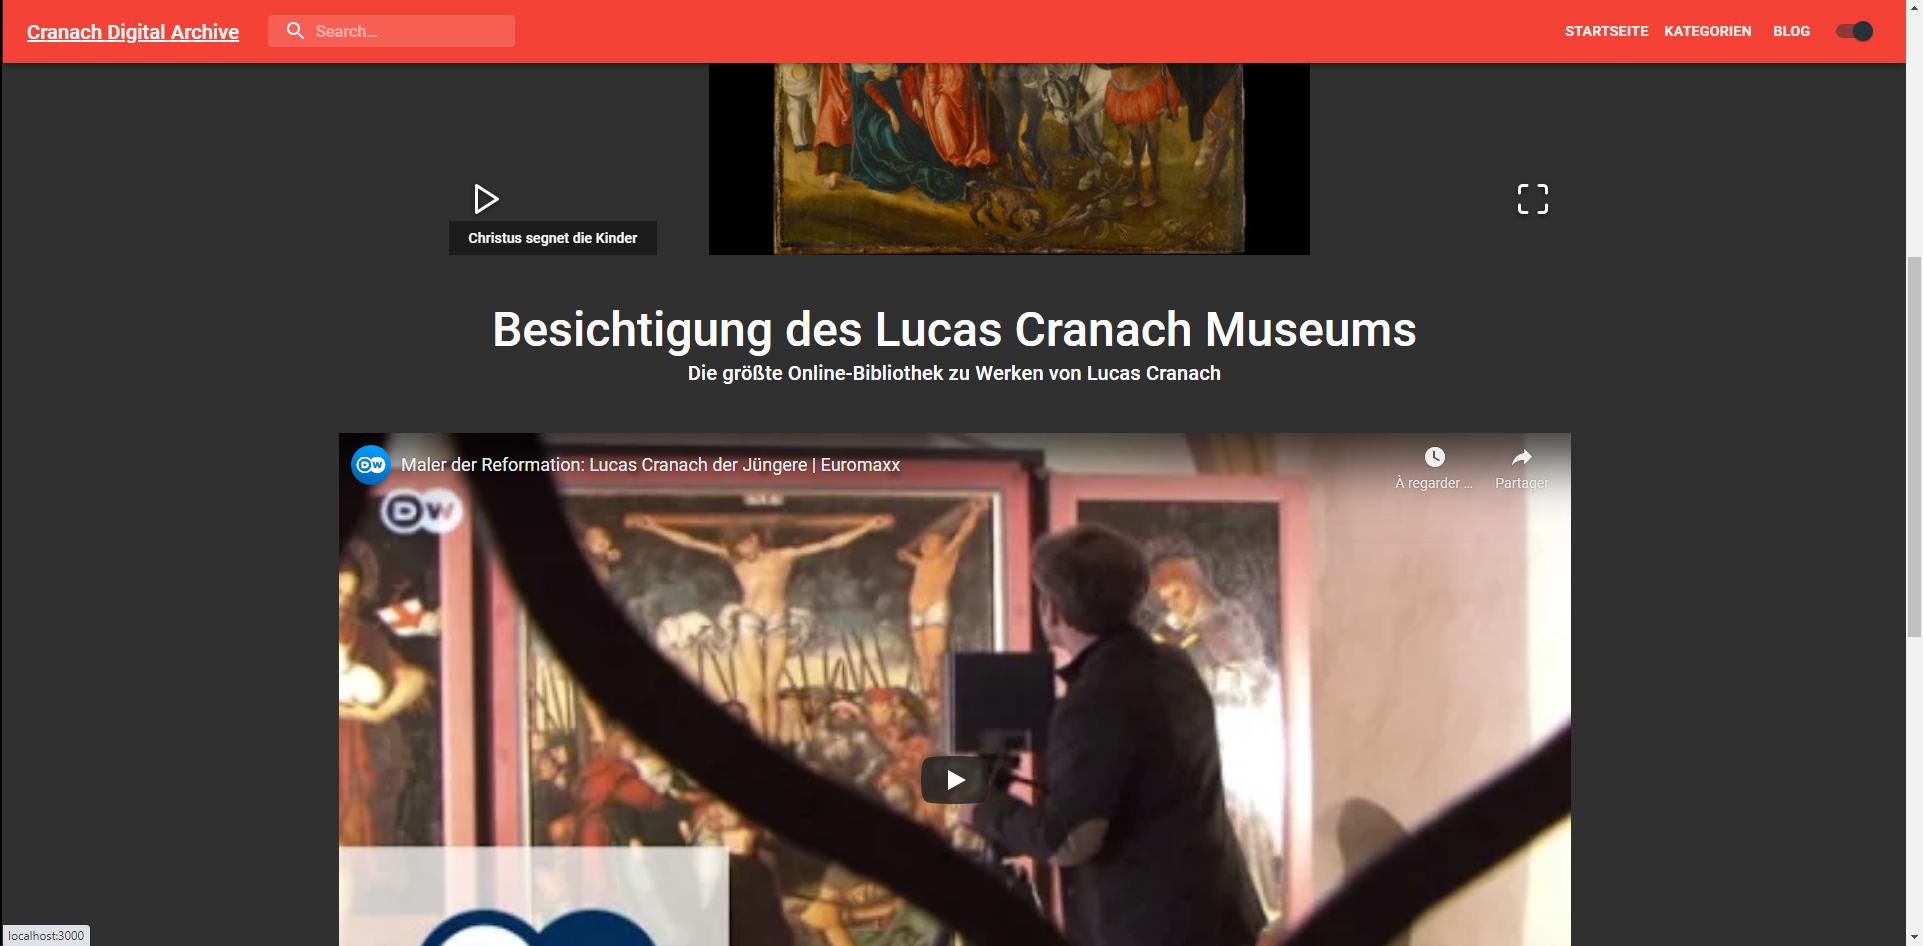 Cranach Digital Archive
Search...
STARTSEITE KATEGORIEN BLOG
Christus segnet die Kinder
Besichtigung des Lucas Cranach Museums
Die größte Online-Bibliothek zu Werken von Lucas Cranach
DW Maler der Reformation: Lucas Cranach der Jüngere | Euromaxx
À regarder ...
Partager
DW
localhost:3000